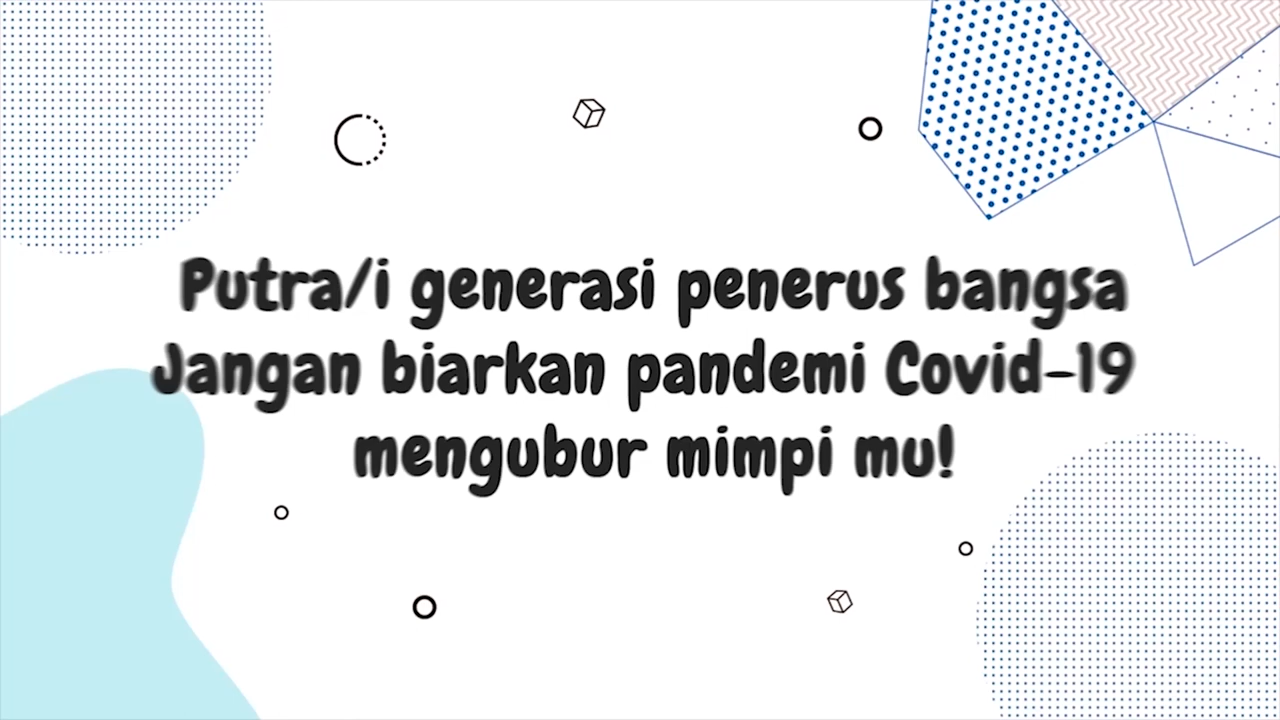 Putra/i generasi penerus bangsa
Jangan biarkan pandemi Covid-19
mengubur mimpi mu!